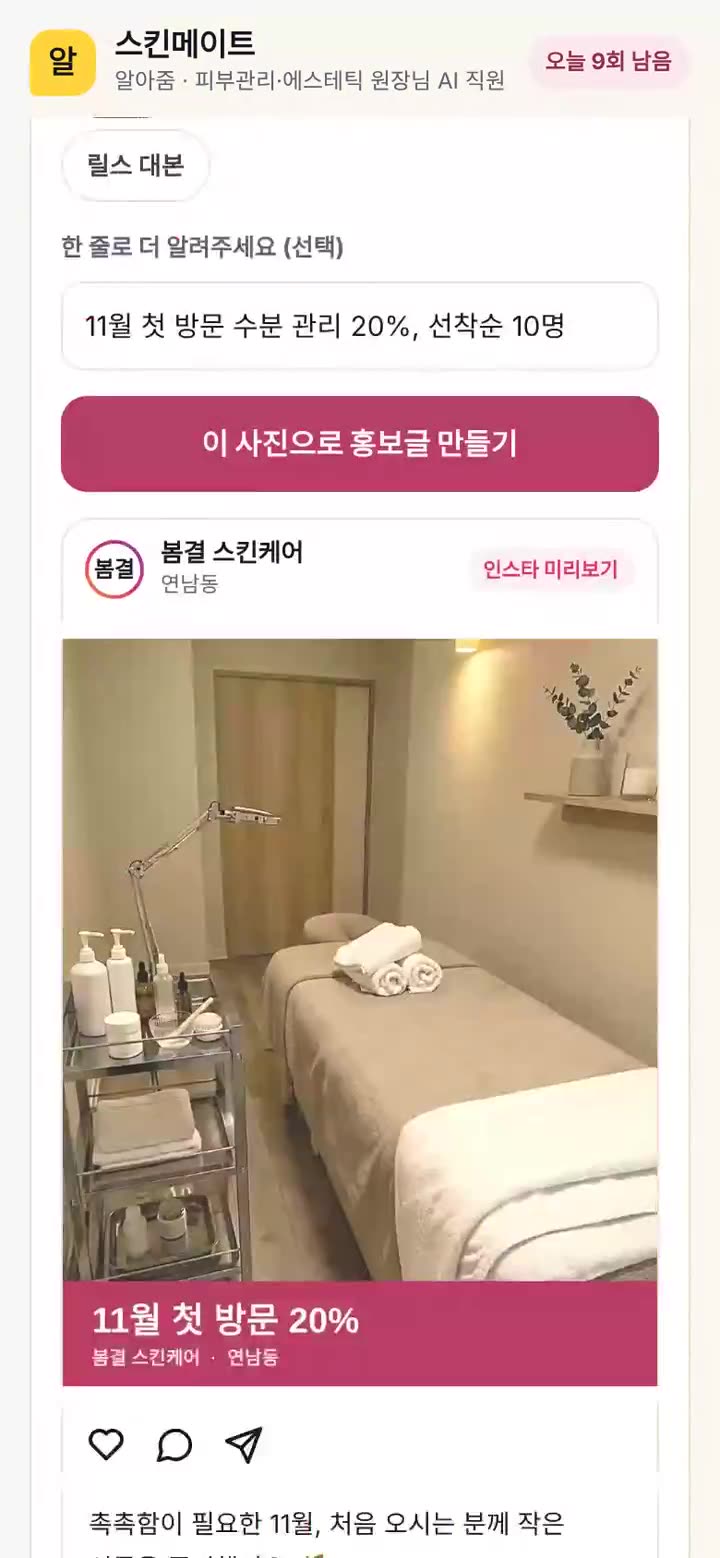 알
스킨메이트
알아줌 · 피부관리·에스테틱 원장님 AI 직원
오늘 9회 남음
릴스 대본
한 줄로 더 알려주세요 (선택)
11월 첫 방문 수분 관리 20%, 선착순 10명
이 사진으로 홍보글 만들기
봄결
봄결 스킨케어
연남동
인스타 미리보기
11월 첫 방문 20%
봄결 스킨케어 · 연남동
촉촉함이 필요한 11월, 처음 오시는 분께 작은